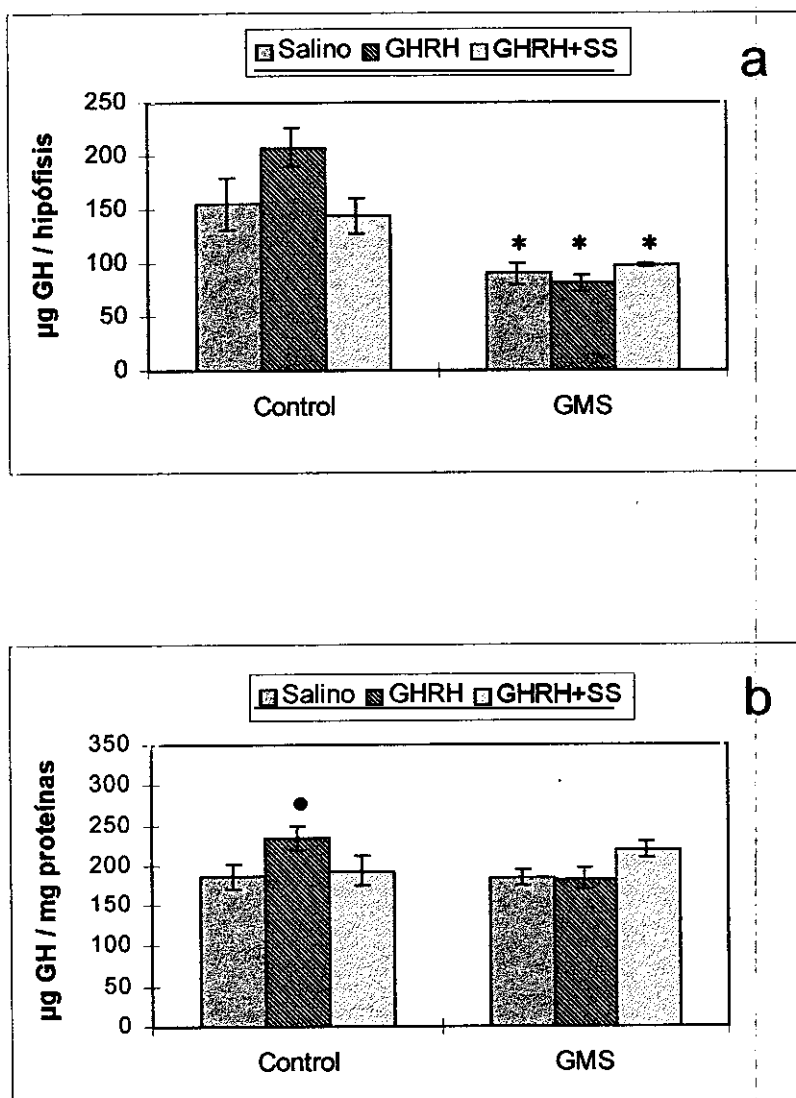 Salino GHRH GHRH+SS
a
250
200
150
100
50
0
µg GH / hipófisis
* * *
Control GMS
Salino GHRH GHRH+SS
b
350
300
250
200
150
100
50
0
µg GH / mg proteínas
●
Control GMS